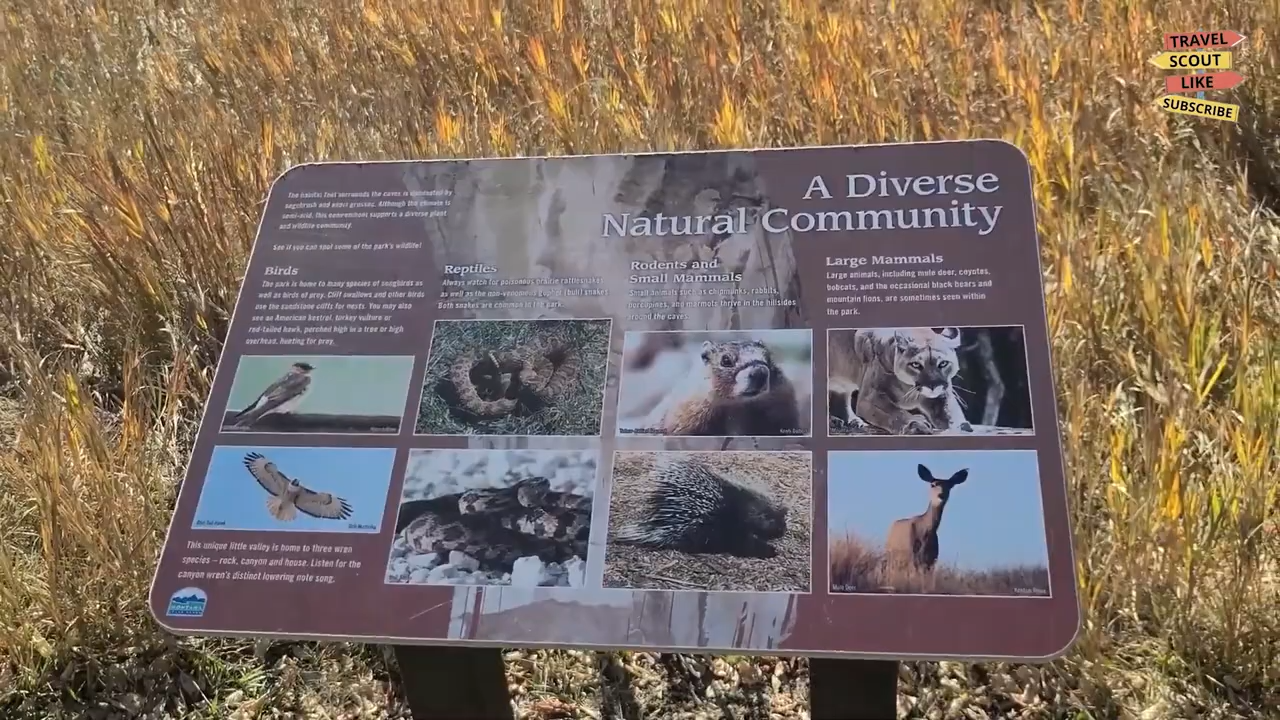 TRAVEL
SCOUT
LIKE
SUBSCRIBE
A Diverse
Natural Community
The habitat that surrounds the caves is dominated by
sagebrush and native grasses. Although the climate is
semi-arid, this environment supports a diverse plant
and wildlife community.
See if you can spot some of the park's wildlife!
Birds
The park is home to many species of songbirds as
well as birds of prey. Cliff swallows and other birds
use the sandstone cliffs for nests. You may also
see an American kestrel, turkey vulture or
red-tailed hawk, perched high in a tree or high
overhead, hunting for prey.
This unique little valley is home to three wren
species – rock, canyon and house. Listen for the
canyon wren's distinct lowering note song.
Reptiles
Always watch for poisonous prairie rattlesnakes
as well as the non-venomous gopher (bull) snakes.
Both snakes are common in the park.
Rodents and
Small Mammals
Small animals such as chipmunks, rabbits,
porcupines, and marmots thrive in the hillsides
around the caves.
Large Mammals
Large animals, including mule deer, coyotes,
bobcats, and the occasional black bears and
mountain lions, are sometimes seen within
the park.
Mule Deer
MONTANA